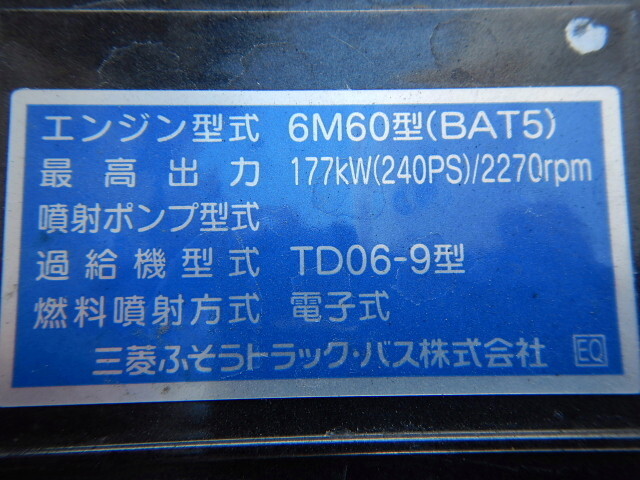 エンジン型式 6M60型(BAT5)
最高出力 177kW(240PS)/2270rpm
噴射ポンプ型式
過給機型式 TD06-9型
燃料噴射方式 電子式
三菱ふそうトラック・バス株式会社 EQ